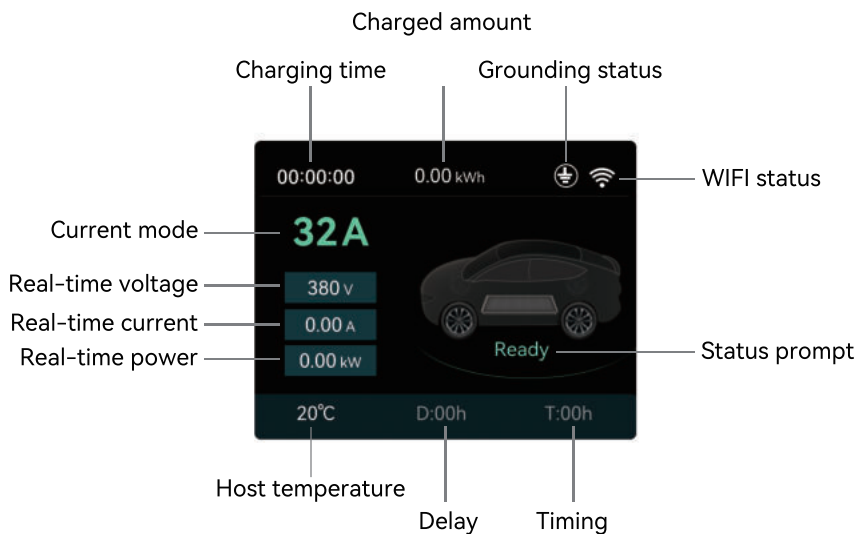 Charged amount
Charging time
Grounding status
00:00:00
0.00 kWh
WIFI status
Current mode
32A
Real-time voltage
380 V
Real-time current
0.00 A
Real-time power
0.00 kW
Ready
Status prompt
20℃
D:00h
T:00h
Host temperature
Delay
Timing